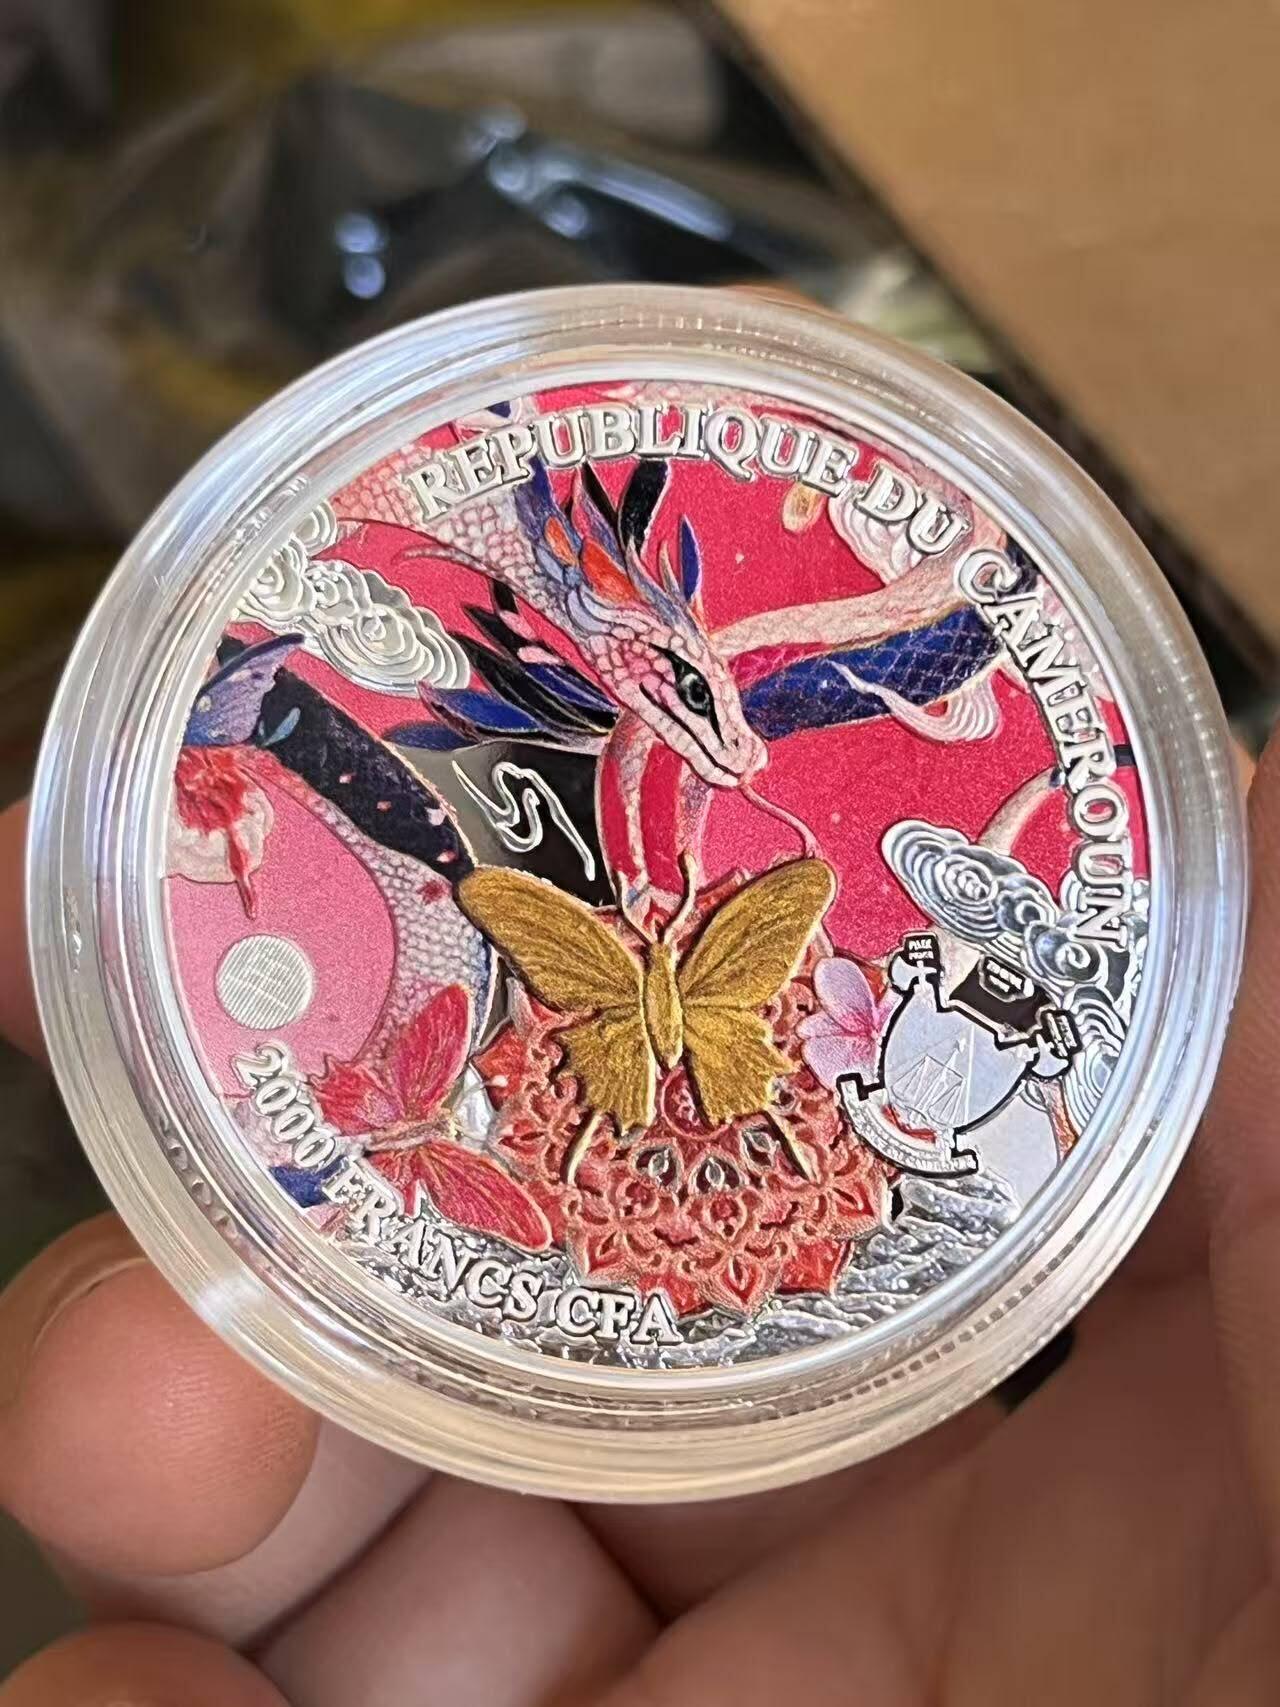 REPUBLIQUE DU CAMEROUN
2000 FRANCS CFA